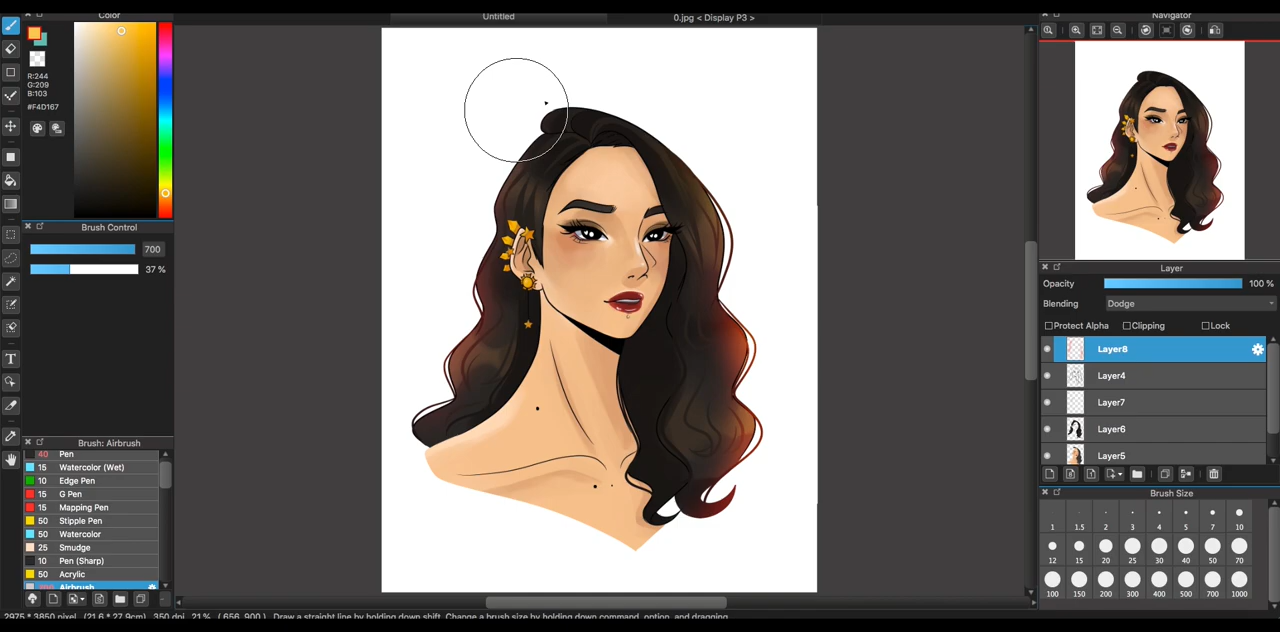 Color
Untitled
0.jpg < Display P3 >
Navigator
R:244
G:209
B:103
#F4D167
Brush Control
700
37 %
Layer
Opacity
100 %
Blending
Dodge
Protect Alpha
Clipping
Lock
Layer8
Layer4
Layer7
Layer6
Layer5
Brush: Airbrush
40 Pen
15 Watercolor (Wet)
10 Edge Pen
15 G Pen
15 Mapping Pen
50 Stipple Pen
50 Watercolor
25 Smudge
10 Pen (Sharp)
50 Acrylic
700 Airbrush
Brush Size
1 1.5 2 3 4 5 7 10
12 15 20 25 30 40 50 70
100 150 200 300 400 500 700 1000
2975 * 3850 pixel (21.6 * 27.9cm) 350 dpi 21 % ( 656, 900 ) Draw a straight line by holding down shift. Change a brush size by holding down command, option, and dragging.